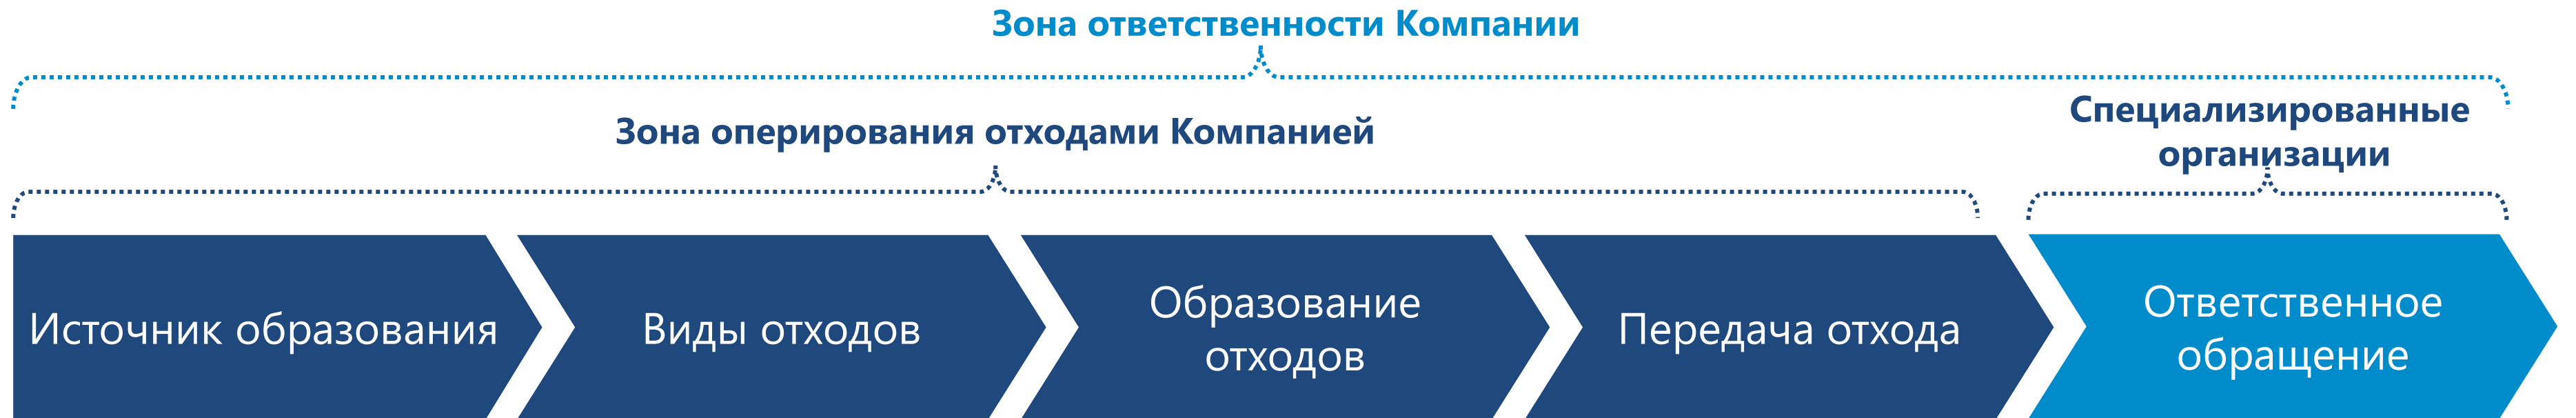 Зона ответственности Компании
Зона оперирования отходами Компанией
Специализированные
организации
Источник образования
Виды отходов
Образование
отходов
Передача отхода
Ответственное
обращение